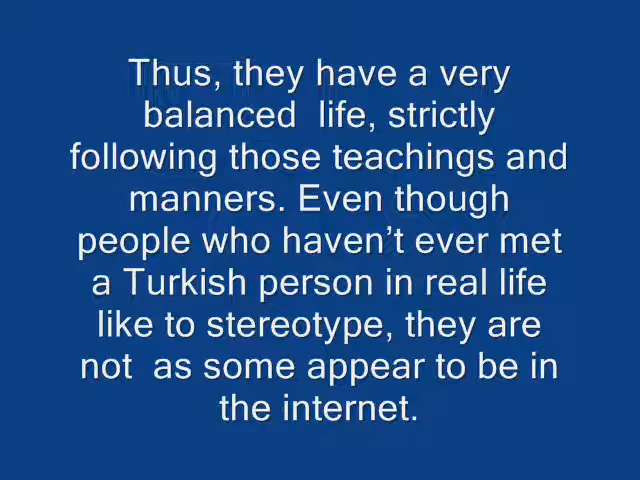 Thus, they have a very
balanced  life, strictly
following those teachings and
manners. Even though
people who haven’t ever met
a Turkish person in real life
like to stereotype, they are
not  as some appear to be in
the internet.